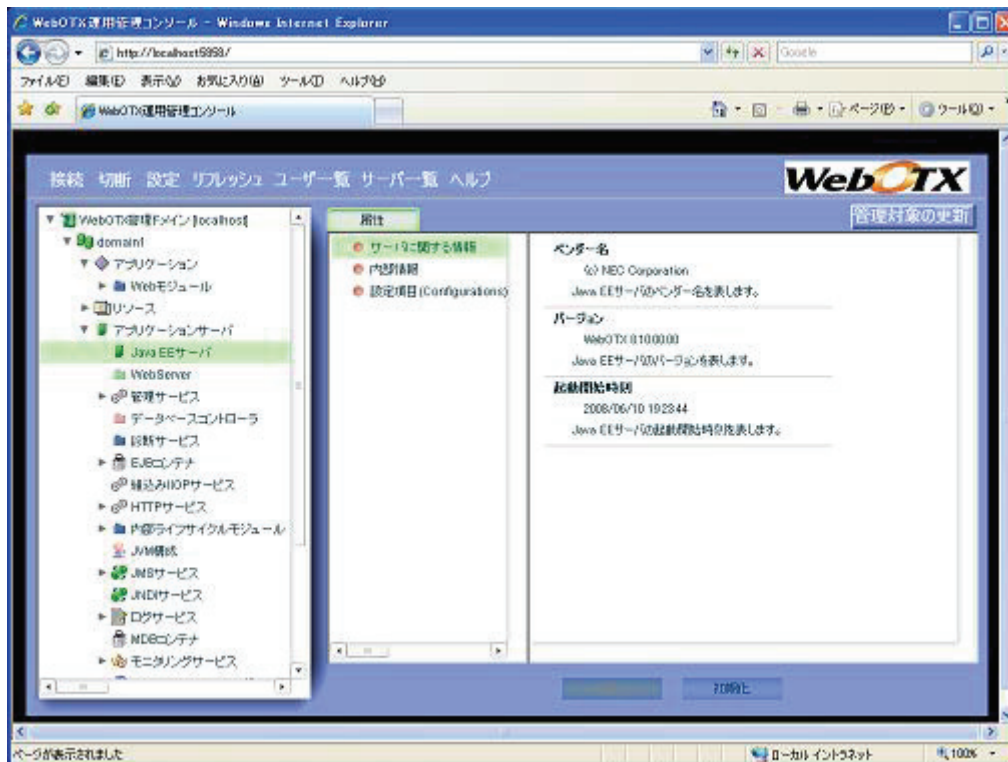 WebOTX運用管理コンソール - Windows Internet Explorer
http://localhost:5858/
Google
ファイル(F) 編集(E) 表示(V) お気に入り(A) ツール(T) ヘルプ(H)
WebOTX運用管理コンソール
ページ(P) ツール(O)
接続 切断 設定 リフレッシュ ユーザ一覧 サーバ一覧 ヘルプ
WebOTX
管理対象の更新
WebOTX管理ドメイン[localhost]
domain1
アプリケーション
Webモジュール
リソース
アプリケーションサーバ
Java EEサーバ
WebServer
管理サービス
データベースコントローラ
診断サービス
EJBコンテナ
組込みIIOPサービス
HTTPサービス
内部ライフサイクルモジュール
JVM構成
JMSサービス
JNDIサービス
ログサービス
MDBコンテナ
モニタリングサービス
属性
サーバに関する情報
内部情報
設定項目(Configurations)
ベンダー名
(c) NEC Corporation
Java EEサーバのベンダー名を表します。
バージョン
WebOTX 8.10.00.00
Java EEサーバのバージョンを表します。
起動開始時刻
2008/06/10 19:23:44
Java EEサーバの起動開始時刻を表します。
初期化
ページが表示されました
ローカル イントラネット
100%